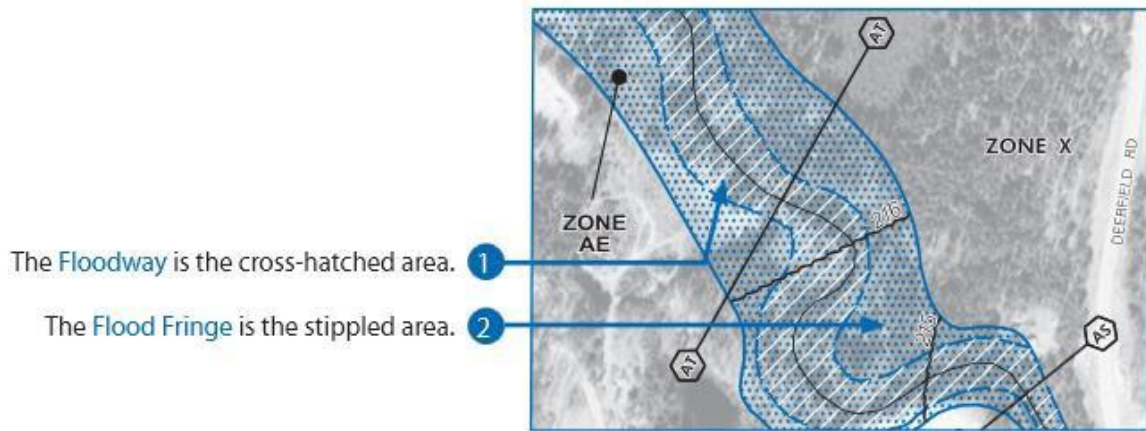 AT
ZONE X
DEERFIELD RD
216
ZONE
AE
The Floodway is the cross-hatched area. 1
The Flood Fringe is the stippled area. 2
215
AS
AT